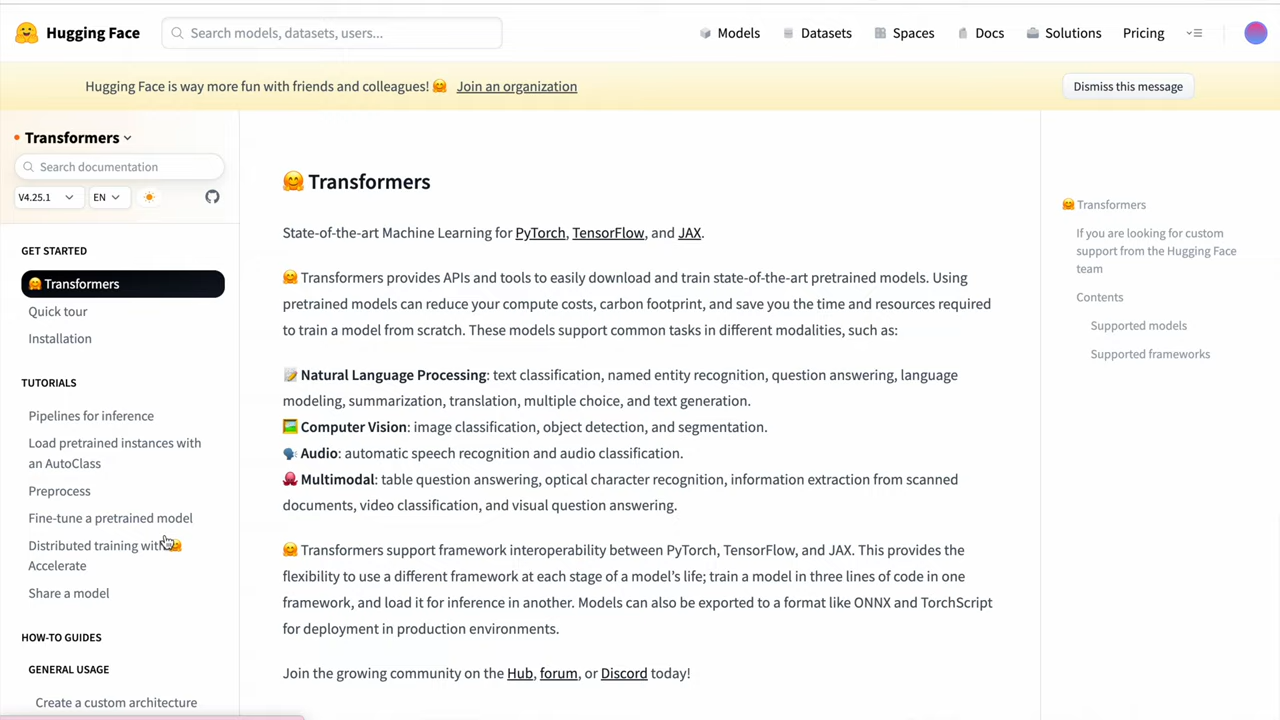 Hugging Face
Search models, datasets, users...
Models
Datasets
Spaces
Docs
Solutions
Pricing
Hugging Face is way more fun with friends and colleagues! 🤗 Join an organization
Dismiss this message
Transformers
Search documentation
V4.25.1
EN
GET STARTED
🤗 Transformers
Quick tour
Installation
TUTORIALS
Pipelines for inference
Load pretrained instances with
an AutoClass
Preprocess
Fine-tune a pretrained model
Distributed training with 🤗
Accelerate
Share a model
HOW-TO GUIDES
GENERAL USAGE
Create a custom architecture
🤗 Transformers
State-of-the-art Machine Learning for PyTorch, TensorFlow, and JAX.
🤗 Transformers provides APIs and tools to easily download and train state-of-the-art pretrained models. Using
pretrained models can reduce your compute costs, carbon footprint, and save you the time and resources required
to train a model from scratch. These models support common tasks in different modalities, such as:
📝 Natural Language Processing: text classification, named entity recognition, question answering, language
modeling, summarization, translation, multiple choice, and text generation.
🖼️ Computer Vision: image classification, object detection, and segmentation.
🗣️ Audio: automatic speech recognition and audio classification.
🐙 Multimodal: table question answering, optical character recognition, information extraction from scanned
documents, video classification, and visual question answering.
🤗 Transformers support framework interoperability between PyTorch, TensorFlow, and JAX. This provides the
flexibility to use a different framework at each stage of a model's life; train a model in three lines of code in one
framework, and load it for inference in another. Models can also be exported to a format like ONNX and TorchScript
for deployment in production environments.
Join the growing community on the Hub, forum, or Discord today!
🤗 Transformers
If you are looking for custom
support from the Hugging Face
team
Contents
Supported models
Supported frameworks